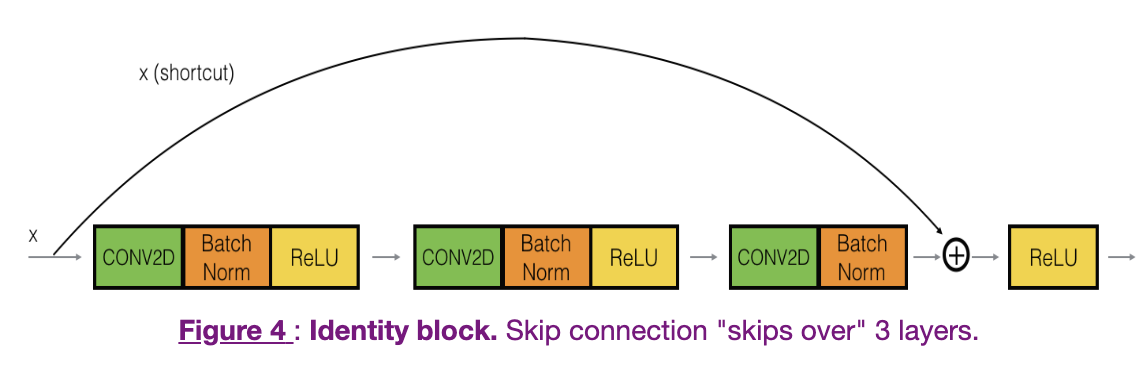 x (shortcut)
x
CONV2D
Batch
Norm
ReLU
CONV2D
Batch
Norm
ReLU
CONV2D
Batch
Norm
ReLU
Figure 4 : Identity block. Skip connection "skips over" 3 layers.